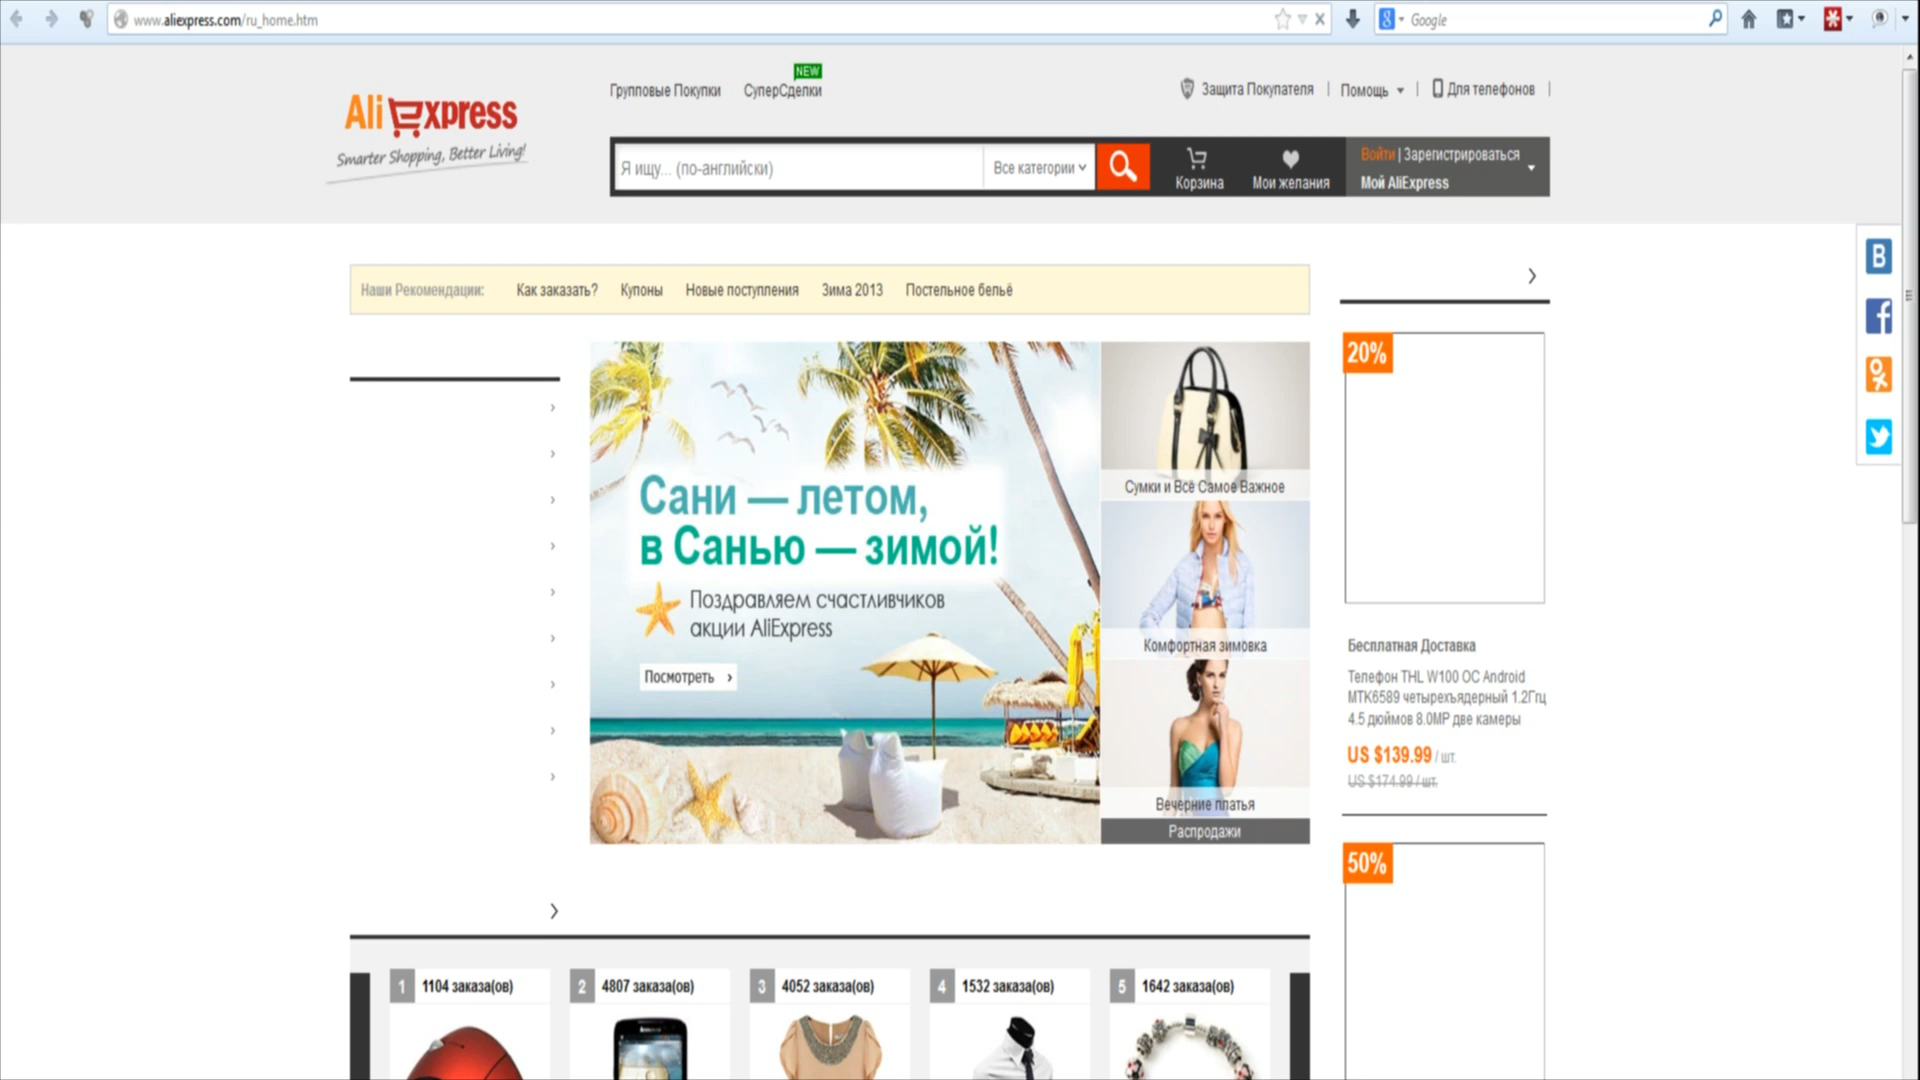 www.aliexpress.com/ru_home.htm
Google
Групповые Покупки
СуперСделки
NEW
Защита Покупателя
Помощь
Для телефонов
AliExpress
Smarter Shopping, Better Living!
Я ищу... (по-английски)
Все категории
Корзина
Мои желания
Войти | Зарегистрироваться
Мой AliExpress
Наши Рекомендации: Как заказать? Купоны Новые поступления Зима 2013 Постельное бельё
Сани — летом,
в Санью — зимой!
Поздравляем счастливчиков
акции AliExpress
Посмотреть
Сумки и Всё Самое Важное
Комфортная зимовка
Вечерние платья
Распродажи
20%
Бесплатная Доставка
Телефон THL W100 ОС Android
MTK6589 четырехъядерный 1.2Ггц
4.5 дюймов 8.0MP две камеры
US $139.99 / шт.
US $174.99 / шт.
50%
1 1104 заказа(ов)
2 4807 заказа(ов)
3 4052 заказа(ов)
4 1532 заказа(ов)
5 1642 заказа(ов)